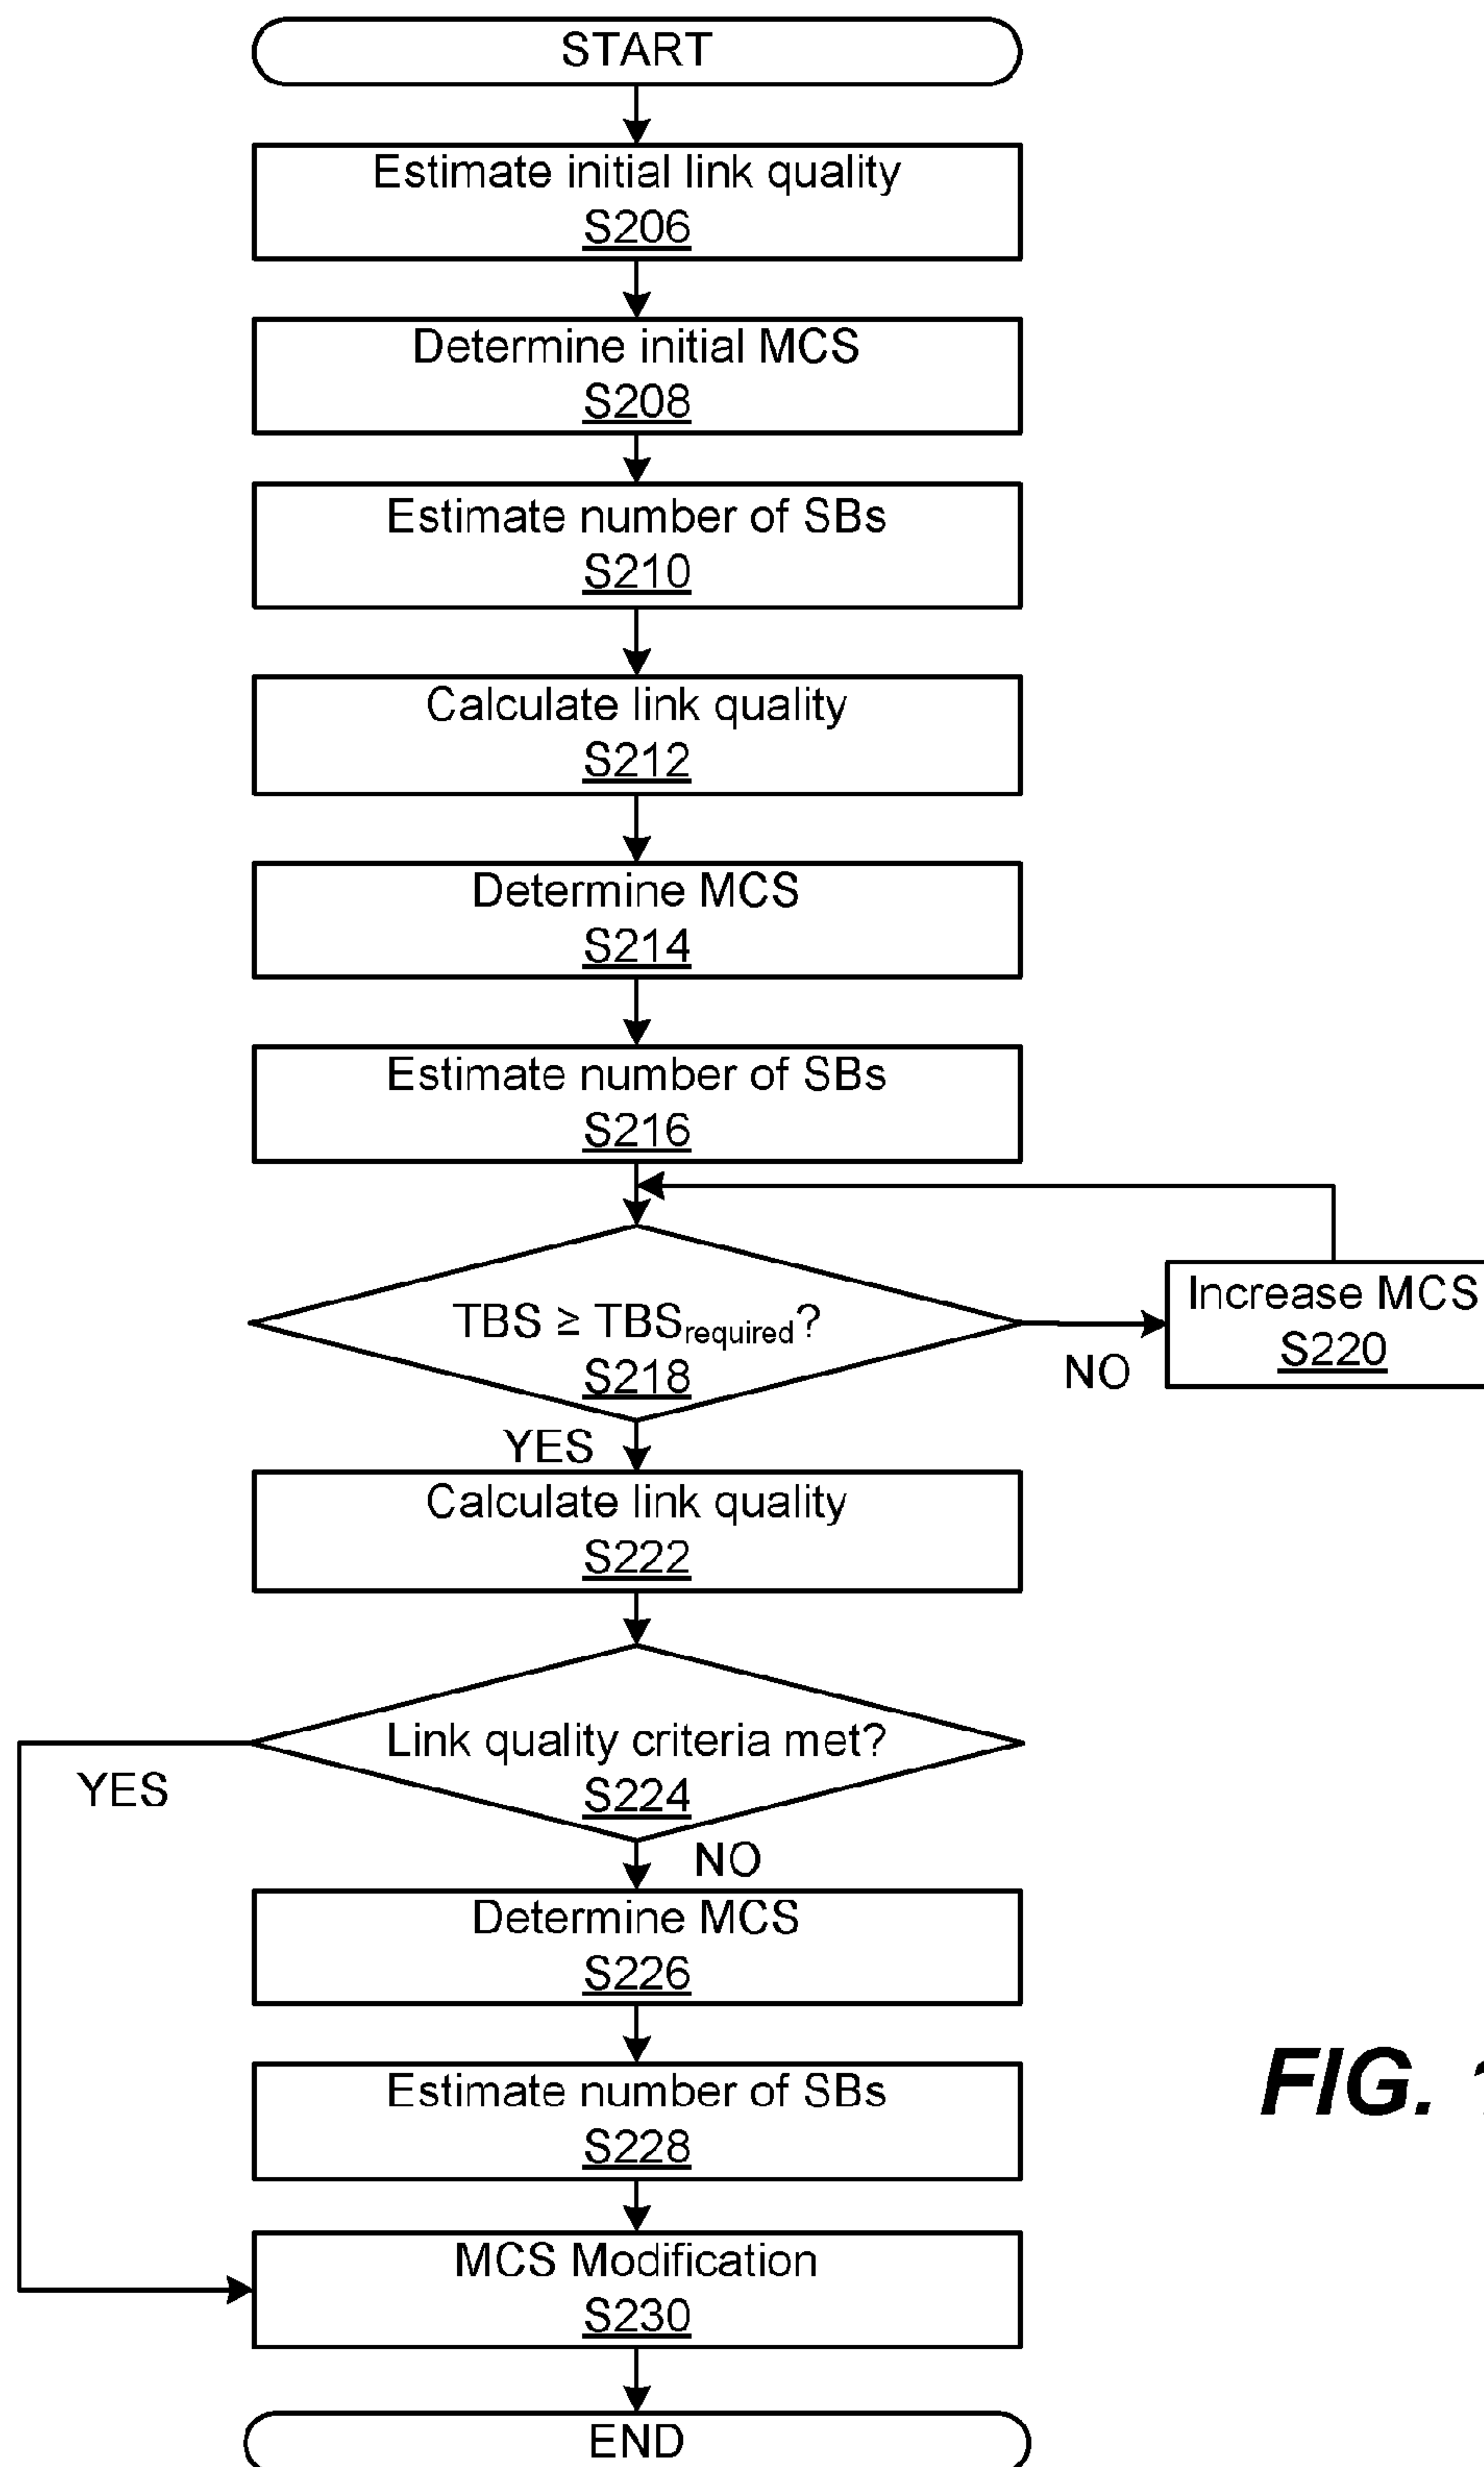 START
Estimate initial link quality
S206
Determine initial MCS
S208
Estimate number of SBs
S210
Calculate link quality
S212
Determine MCS
S214
Estimate number of SBs
S216
TBS ≥ TBSrequired?
S218
NO
Increase MCS
S220
YES
Calculate link quality
S222
Link quality criteria met?
S224
YES
NO
Determine MCS
S226
Estimate number of SBs
S228
FIG.
MCS Modification
S230
END